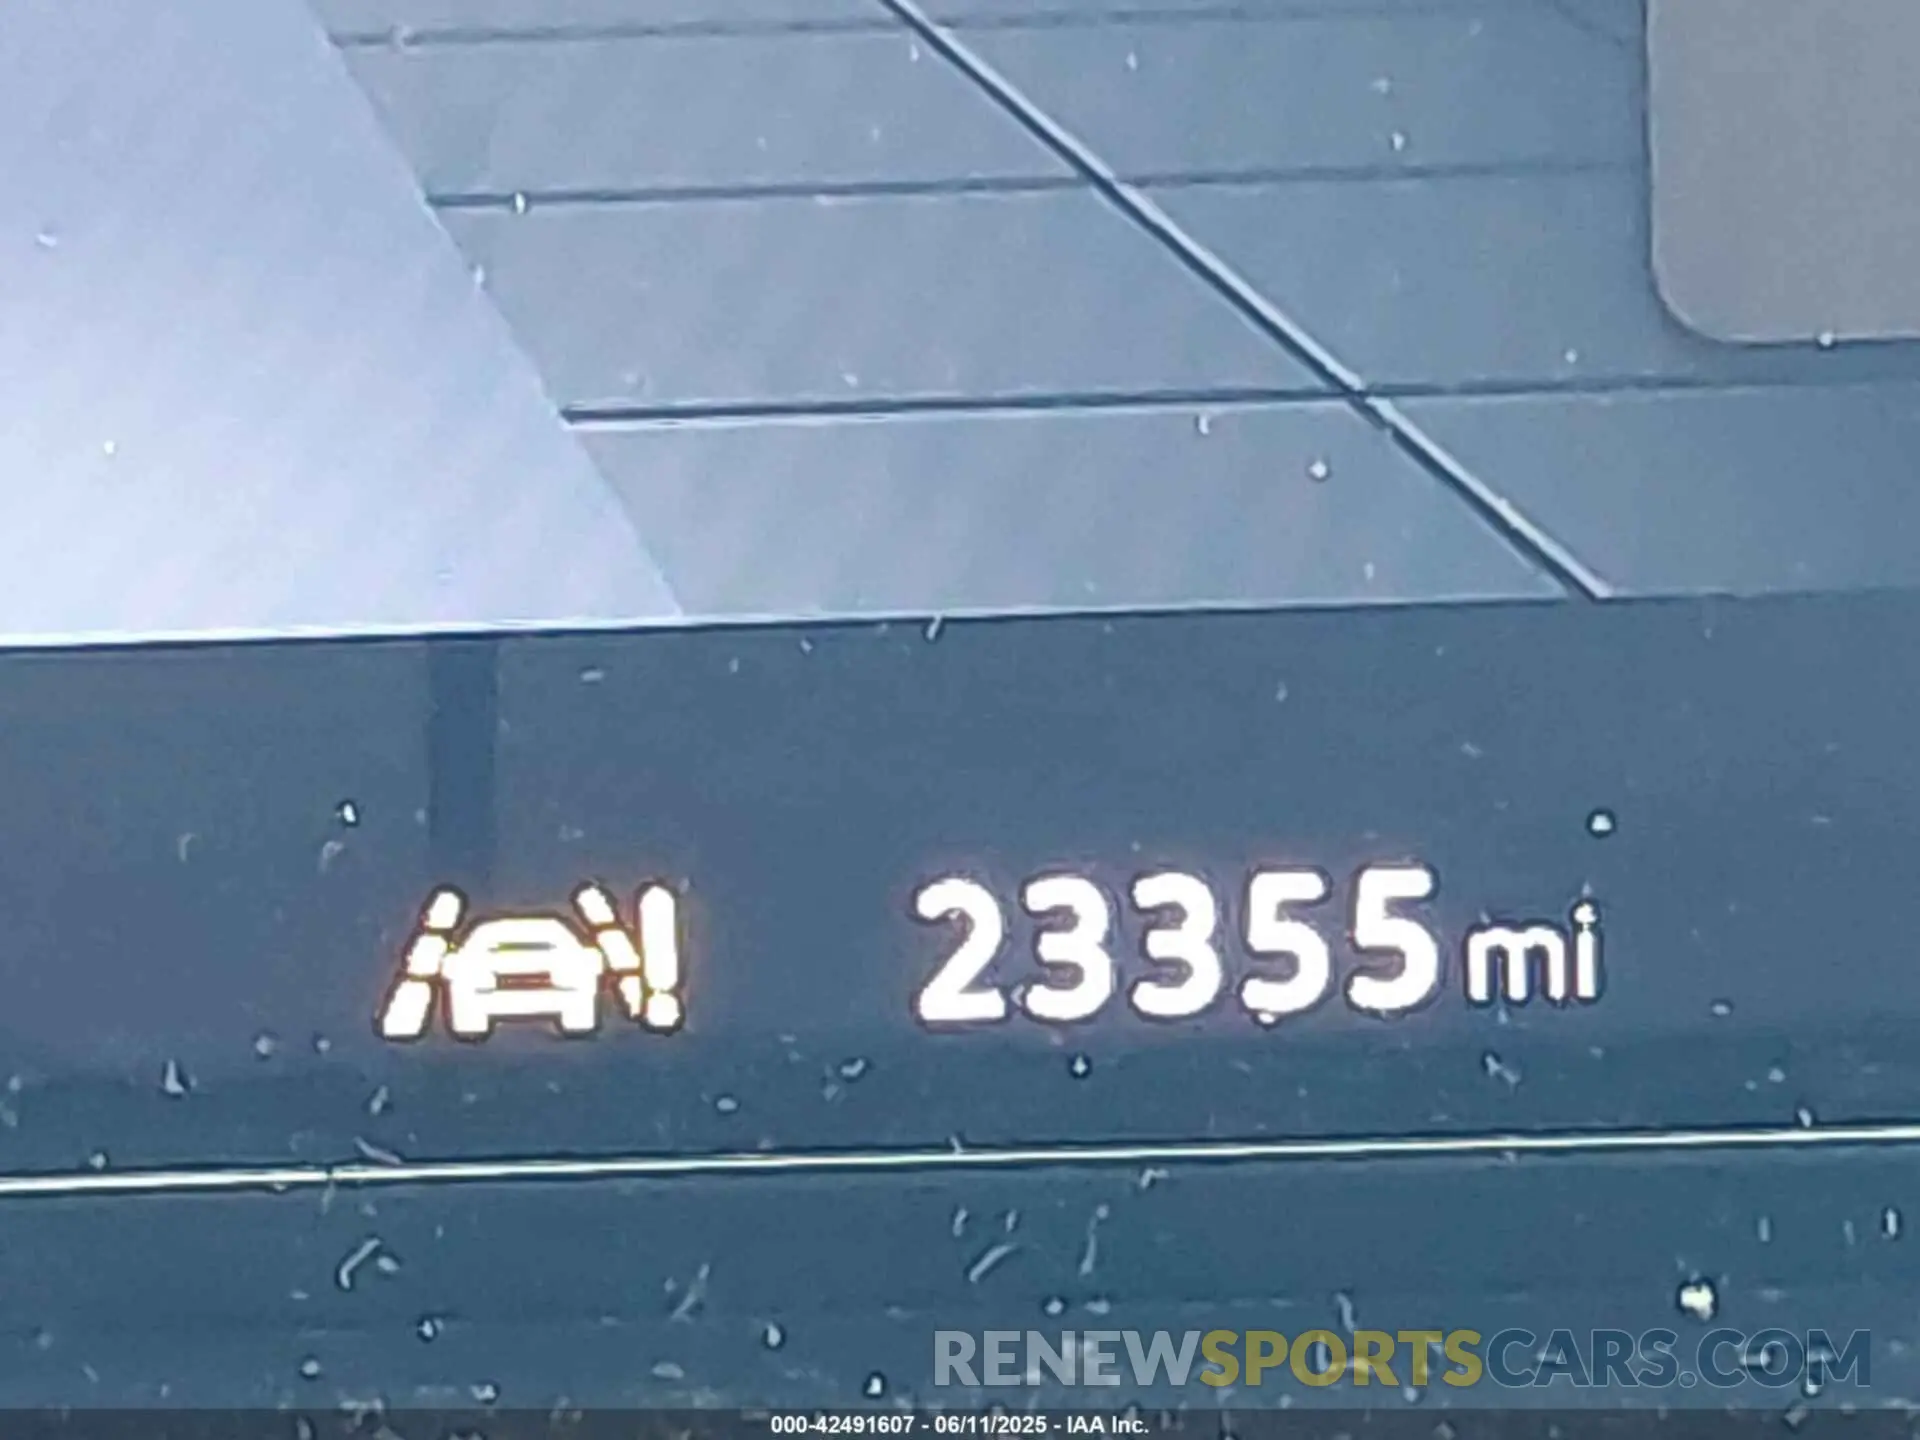 23355 mi
RENEWSPORTSCARS.COM
000-42491607 - 06/11/2025 - IAA Inc.